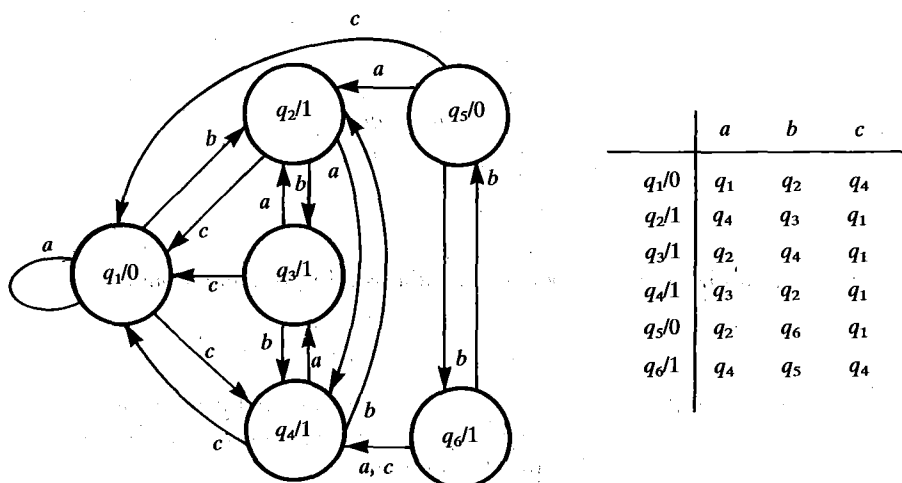 c
a
q2/1
q5/0
b
a
b
a
c
b
a
q1/0
q3/1
c
c
b
a
b
q4/1
b
q6/1
c
a, c
a b c
q1/0 q1 q2 q4
q2/1 q4 q3 q1
q3/1 q2 q4 q1
q4/1 q3 q2 q1
q5/0 q2 q6 q1
q6/1 q4 q5 q4